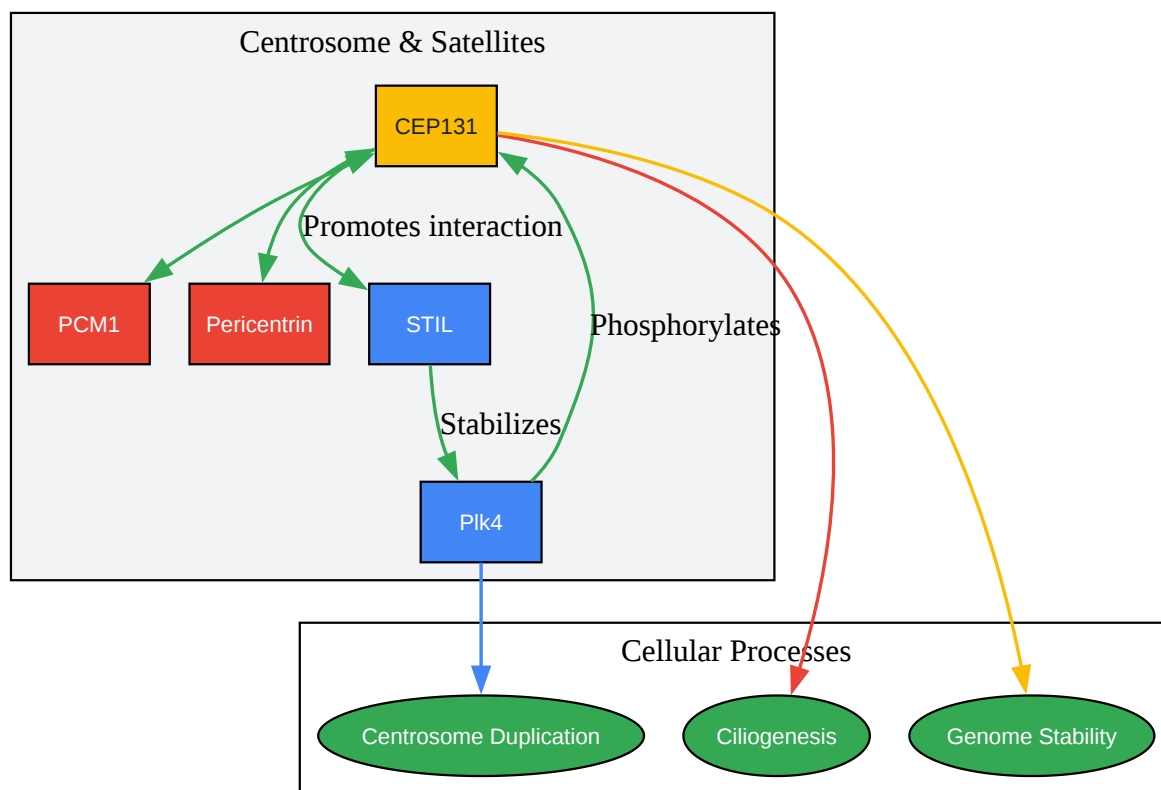 Centrosome & Satellites
CEP131
Promotes interaction
PCM1
Pericentrin
STIL
Phosphorylates
Stabilizes
Plk4
Cellular Processes
Centrosome Duplication
Ciliogenesis
Genome Stability